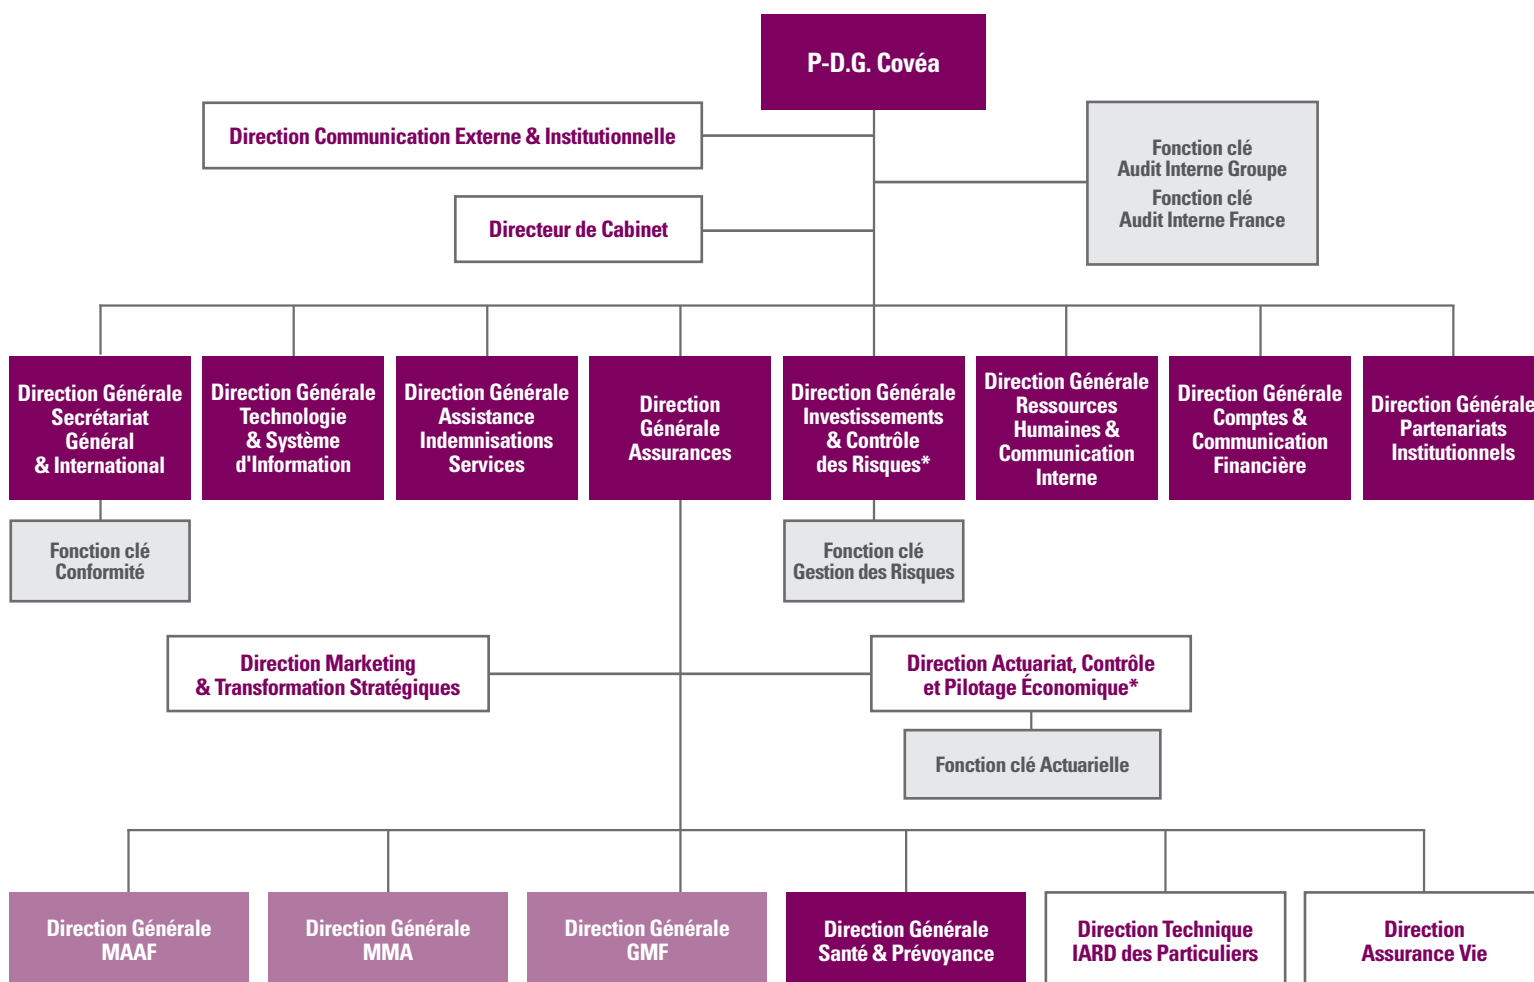 P-D.G. Covéa
Direction Communication Externe & Institutionnelle
Fonction clé
Audit Interne Groupe
Fonction clé
Audit Interne France
Directeur de Cabinet
Direction Générale
Secrétariat
Général
& International
Direction Générale
Technologie
& Système
d'Information
Direction Générale
Assistance
Indemnisations
Services
Direction
Générale
Assurances
Direction Générale
Investissements
& Contrôle
des Risques*
Direction Générale
Ressources
Humaines &
Communication
Interne
Direction Générale
Comptes &
Communication
Financière
Direction Générale
Partenariats
Institutionnels
Fonction clé
Conformité
Fonction clé
Gestion des Risques
Direction Marketing
& Transformation Stratégiques
Direction Actuariat, Contrôle
et Pilotage Économique*
Fonction clé Actuarielle
Direction Générale
MAAF
Direction Générale
MMA
Direction Générale
GMF
Direction Générale
Santé & Prévoyance
Direction Technique
IARD des Particuliers
Direction
Assurance Vie